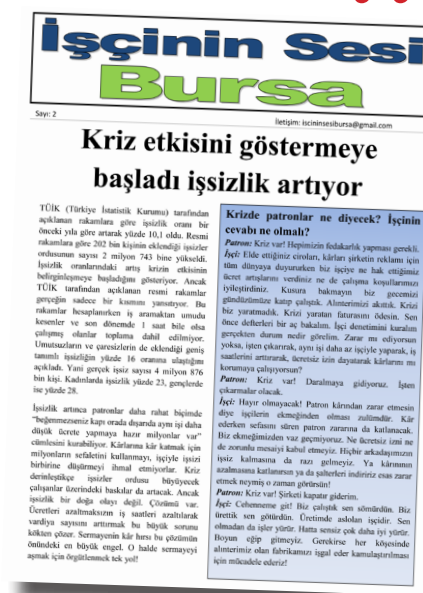 İşçinin Sesi
Bursa
Sayı: 2
İletişim: iscininsesibursa@gmail.com
Kriz etkisini göstermeye
başladı işsizlik artıyor
TÜİK (Türkiye İstatistik Kurumu) tarafından
açıklanan rakamlara göre işsizlik oranı bir
önceki yıla göre artarak yüzde 10,1 oldu. Resmi
rakamlara göre 202 bin kişinin eklendiği işsizler
ordusunun sayısı 2 milyon 743 bine yükseldi.
İşsizlik oranlarındaki artış krizin etkisinin
belirginleşmeye başladığını gösteriyor. Ancak
TÜİK tarafından açıklanan resmi rakamlar
gerçeğin sadece bir kısmını yansıtıyor. Bu
rakamlar hesaplanırken iş aramaktan umudu
kesenler ve son dönemde 1 saat bile olsa
çalışmış olanlar topluma dahil edilmiyor.
Umutsuzların ve çaresizlerin de eklendiği geniş
tanımlı işsizliğin yüzde 16 oranına ulaştığını
açıkladı. Yani gerçek işsiz sayısı 4 milyon 876
bin kişi. Kadınlarda işsizlik yüzde 23, gençlerde
ise yüzde 28.
İşsizlik artınca patronlar daha rahat biçimde
“beğenmezseniz kapı orada dışarıda aynı işi daha
düşük ücrete yapmaya hazır milyonlar var”
cümlesini kurabiliyor. Kârlarına kâr katmak için
milyonların sefaletini kullanmayı, işçiyle işsizi
birbirine düşürmeyi ihmal etmiyorlar. Kriz
derinleştikçe işsizler ordusu büyüyecek
çalışanlar üzerindeki baskılar da artacak. Ancak
işsizlik bir doğa olayı değil. Çözümü var.
Ücretleri azaltmaksızın iş saatleri azaltılarak
vardiya sayısını arttırmak bu büyük sorunu
kökten çözer. Sermayenin kâr hırsı bu çözümün
önündeki en büyük engel. O halde sermayeyi
aşmak için örgütlenmek tek yol!
Krizde patronlar ne diyecek? İşçinin
cevabı ne olmalı?
Patron: Kriz var! Hepimizin fedakarlık yapması gerekli.
İşçi: Elde ettiğiniz ciroları, kârları şirketin reklamı için
tüm dünyaya duyururken biz işçiye ne hak ettiğimiz
ücret artışlarını verdiniz ne de çalışma koşullarımızı
iyileştirdiniz. Kusura bakmayın biz gecemizi
gündüzümüze katıp çalıştık. Alınterimizi akıttık. Krizi
biz yaratmadık. Krizi yaratan faturasını ödesin. Sen
önce defterleri bir aç bakalım. İşçi denetimini kuralım
gerçekten durum nedir görelim. Zarar mı ediyorsun
yoksa, işten çıkarırak, aynı işi daha az işçiyle yaparak, iş
saatlerini arttırarak, ücretsiz izin dayatarak kârlarını mı
korumaya çalışıyorsun?
Patron: Kriz var! Daralmaya gidiyoruz. İşten
çıkarmalar olacak.
İşçi: Hayır olmayacak! Patron kârından zarar etmesin
diye işçilerin ekmeğinden olması zulümdür. Kâr
ederken sefasını süren patron zararına da katlanacak.
Biz ekmeğimizden vaz geçmiyoruz. Ne ücretsiz izni ne
de zorunlu mesaiyi kabul etmeyiz. Hiçbir arkadaşımızın
işsiz kalmasına da razı gelmeyiz. Ya kârınının
azalmasına katlanırsın ya da şalterleri indiririz esas zarar
etmek neymiş o zaman görürsün!
Patron: Kriz var! Şirketi kapatır giderim.
İşçi: Cehenneme git! Biz çalıştık sen sömürdün. Biz
ürettik sen götürdün. Üretimde aslolan işçidir. Sen
olmadan da işler yürür. Hatta sensiz çok daha iyi yürür.
Boyun eğip gitmeyiz. Gerekirse her köşesinde
alınterimiz olan fabrikamızı işgal eder kamulaştırılması
için mücadele ederiz!